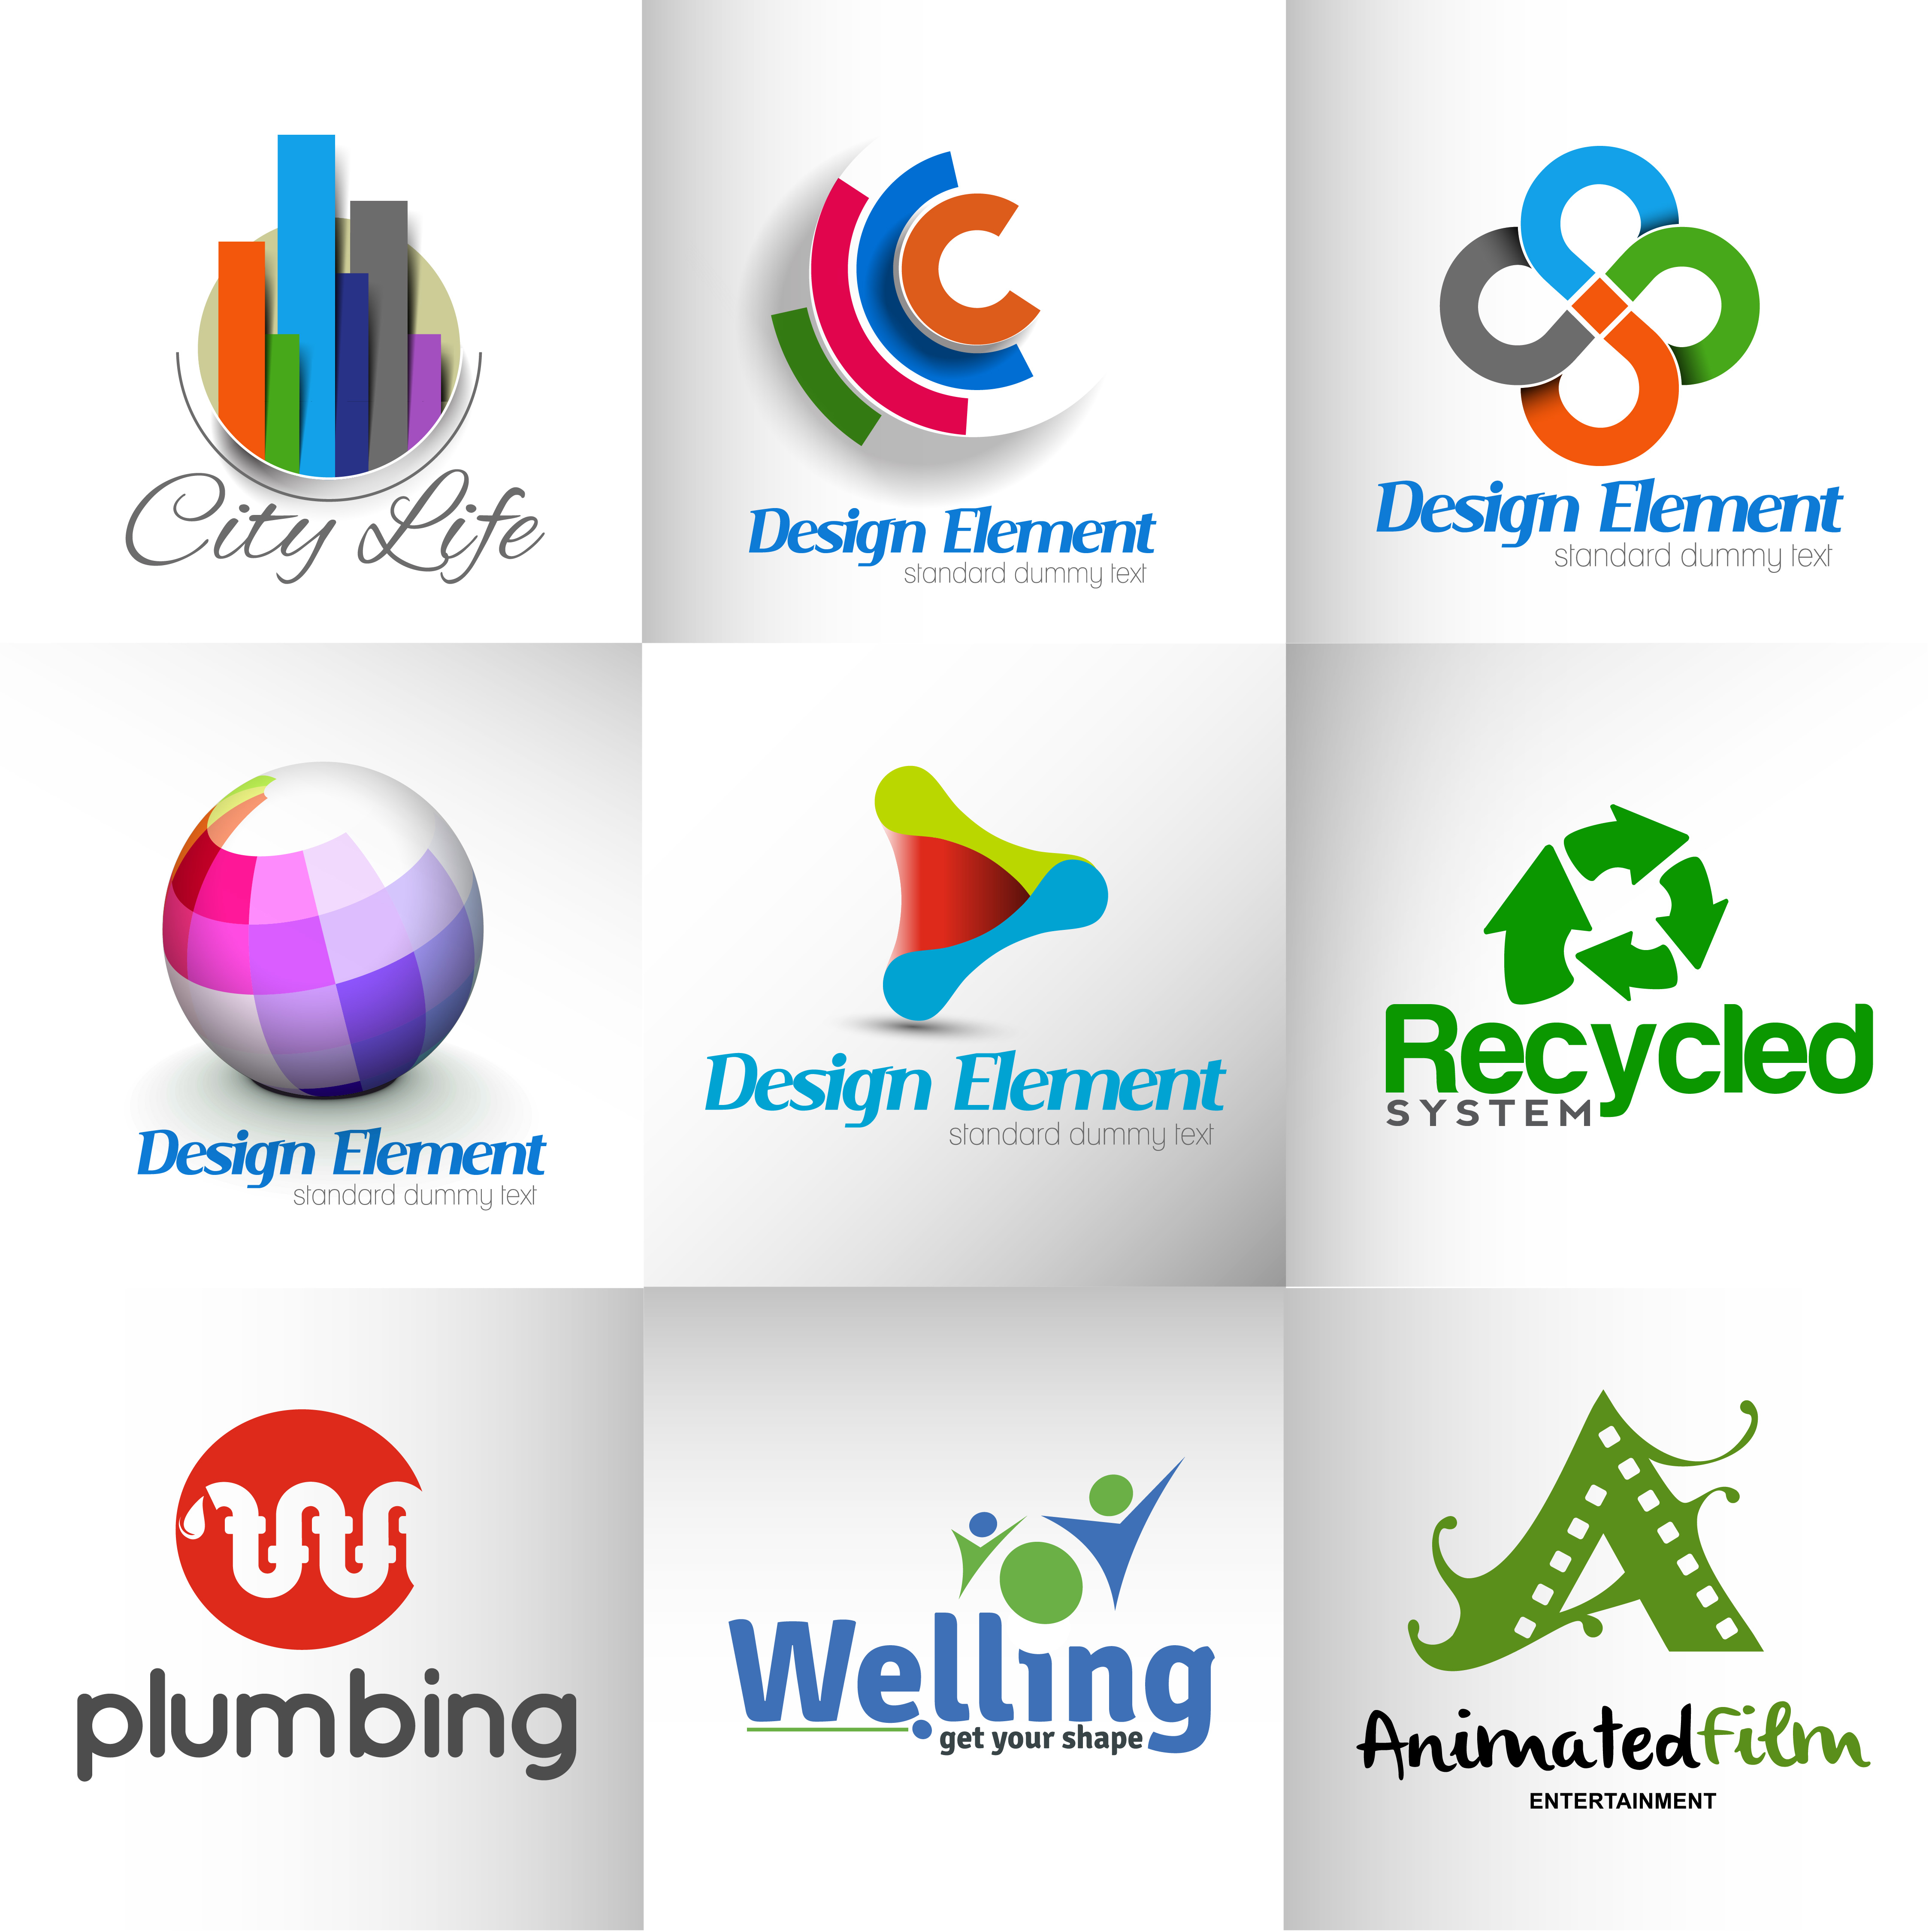 City Life
Design Element
standard dummy text
Design Element
standard dummy text
Design Element
standard dummy text
Design Element
standard dummy text
Recycled
SYSTEM
plumbing
Welling
get your shape
Animatedfilm
ENTERTAINMENT